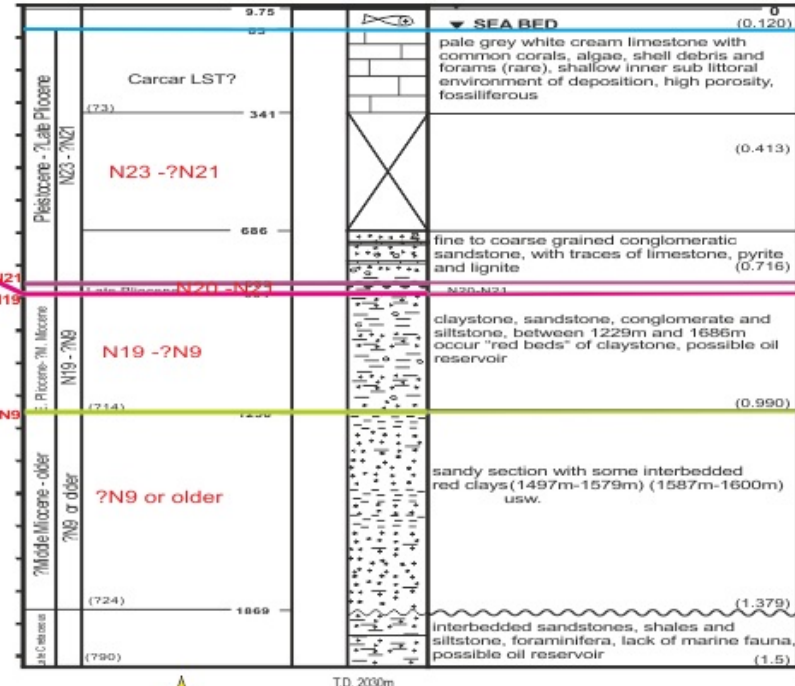 9.75
0
SEA BED
(0.120)
pale grey white cream limestone with
common corals, algae, shell debris and
forams (rare), shallow inner sub littoral
environment of deposition, high porosity,
fossiliferous
Carcar LST?
(73)
341
Pleistocene - ?Late Pliocene
N23 - ?N21
N23 -?N21
(0.413)
686
fine to coarse grained conglomeratic
sandstone, with traces of limestone, pyrite
and lignite
(0.716)
N20 -N21
N20-N21
E. Pliocene-?M. Miocene
N19 - ?N9
N19 -?N9
claystone, sandstone, conglomerate and
siltstone, between 1229m and 1686m
occur "red beds" of claystone, possible oil
reservoir
(714)
(0.990)
N9
?Middle Miocene - older
?N9 or older
?N9 or older
sandy section with some interbedded
red clays(1497m-1579m) (1587m-1600m)
usw.
(724)
1869
(1.379)
interbedded sandstones, shales and
siltstone, foraminifera, lack of marine fauna,
possible oil reservoir
(1.5)
(790)
T.D. 2030m